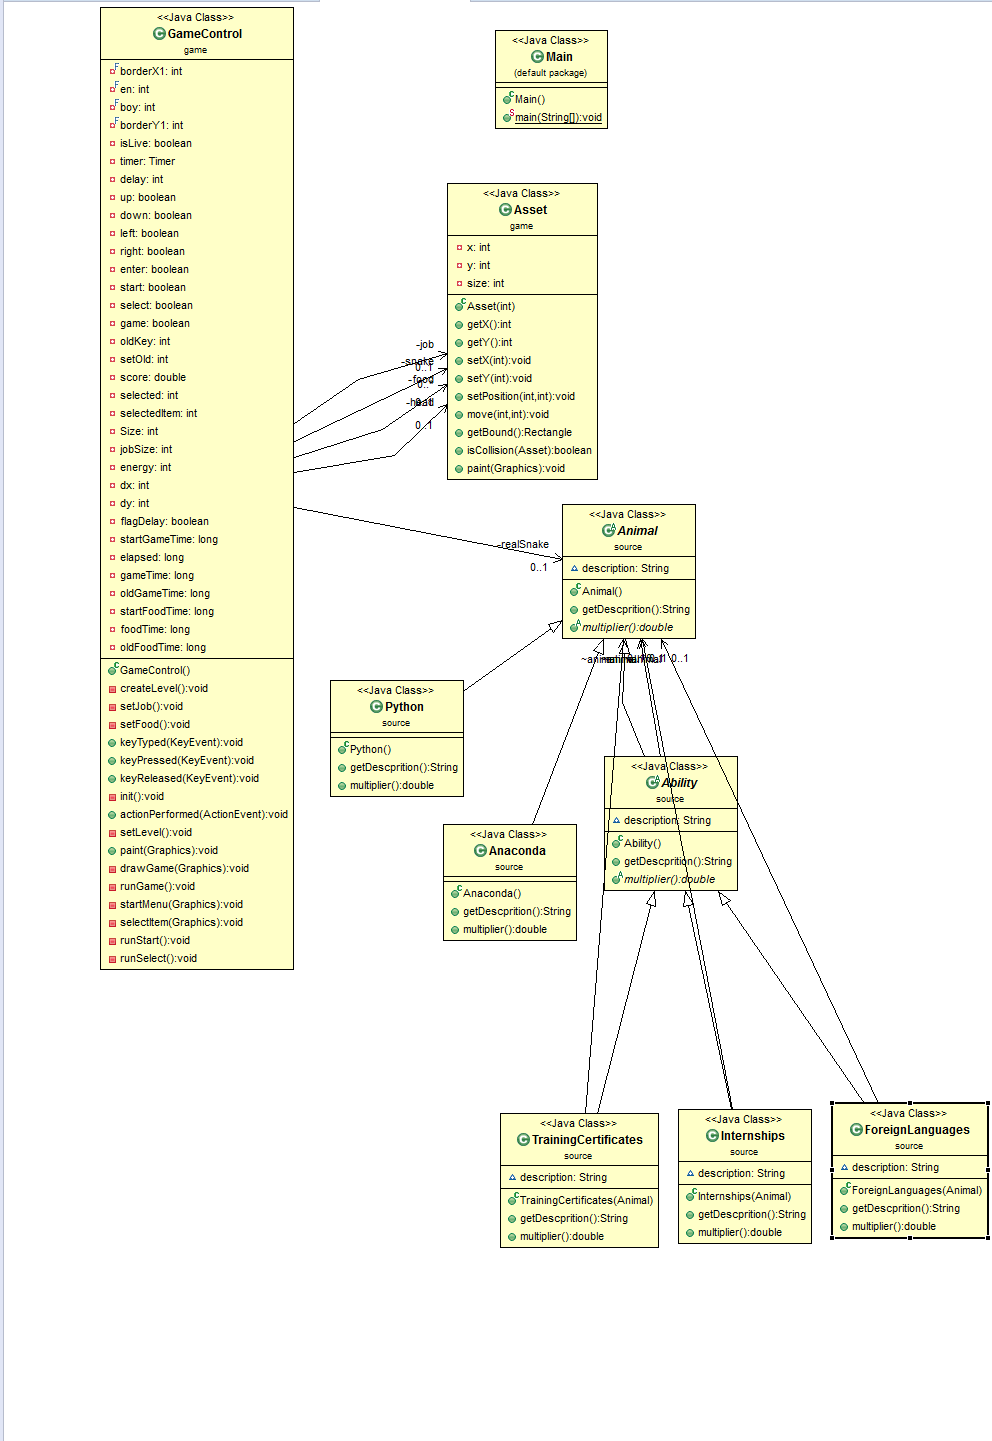 <<Java Class>>
GameControl
game
borderX1: int
en: int
boy: int
borderY1: int
isLive: boolean
timer: Timer
delay: int
up: boolean
down: boolean
left: boolean
right: boolean
enter: boolean
start: boolean
select: boolean
game: boolean
oldKey: int
setOld: int
score: double
selected: int
selectedItem: int
Size: int
jobSize: int
energy: int
dx: int
dy: int
flagDelay: boolean
startGameTime: long
elapsed: long
gameTime: long
oldGameTime: long
startFoodTime: long
foodTime: long
oldFoodTime: long
GameControl()
createLevel():void
setJob():void
setFood():void
keyTyped(KeyEvent):void
keyPressed(KeyEvent):void
keyReleased(KeyEvent):void
init():void
actionPerformed(ActionEvent):void
setLevel():void
paint(Graphics):void
drawGame(Graphics):void
runGame():void
startMenu(Graphics):void
selectItem(Graphics):void
runStart():void
runSelect():void
<<Java Class>>
Main
(default package)
Main()
main(String[]):void
<<Java Class>>
Asset
game
x: int
y: int
size: int
Asset(int)
getX():int
getY():int
setX(int):void
setY(int):void
setPosition(int,int):void
move(int,int):void
getBound():Rectangle
isCollision(Asset):boolean
paint(Graphics):void
-job
-snake
0..1
-food
0..1
<<Java Class>>
Animal
source
description: String
Animal()
getDescprition():String
multiplier():double
-realSnake
0..1
0..1
<<Java Class>>
Python
source
Python()
getDescprition():String
multiplier():double
<<Java Class>>
Ability
source
description: String
Ability()
getDescprition():String
multiplier():double
<<Java Class>>
Anaconda
source
Anaconda()
getDescprition():String
multiplier():double
<<Java Class>>
TrainingCertificates
source
description: String
TrainingCertificates(Animal)
getDescprition():String
multiplier():double
<<Java Class>>
Internships
source
description: String
Internships(Animal)
getDescprition():String
multiplier():double
<<Java Class>>
ForeignLanguages
source
description: String
ForeignLanguages(Animal)
getDescprition():String
multiplier():double